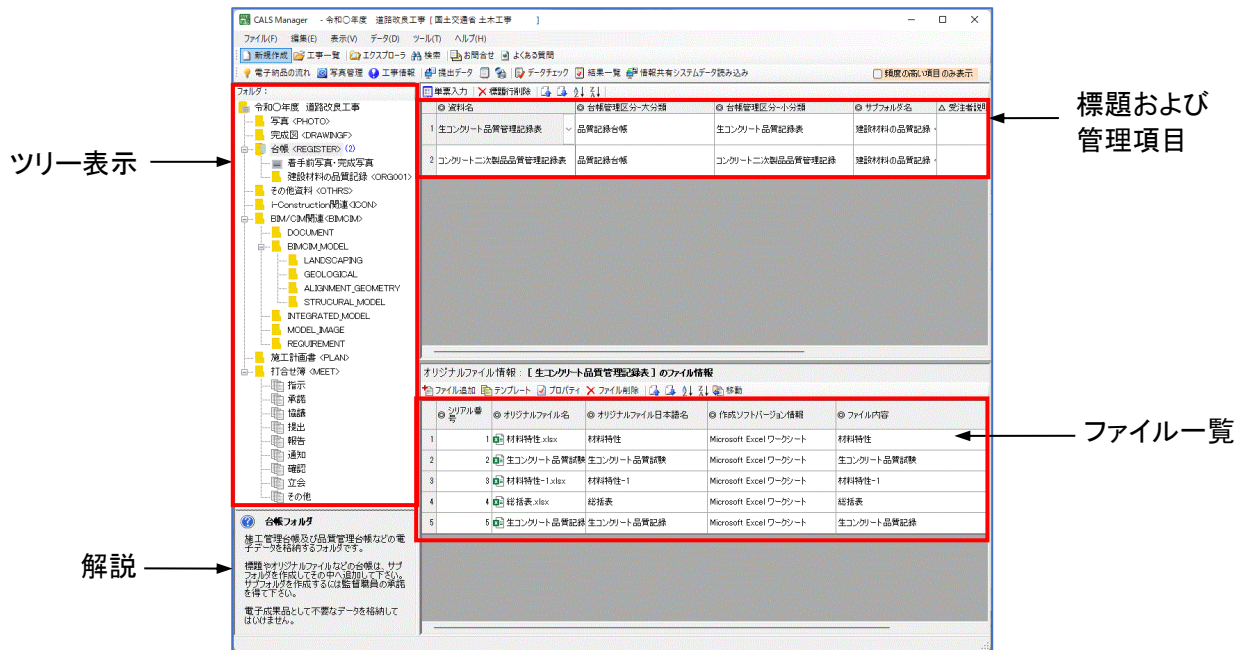 CALS Manager - 令和〇年度 道路改良工事 [ 国土交通省 土木工事 ]
ファイル(F) 編集(E) 表示(V) データ(D) ツール(T) ヘルプ(H)
新規作成 工事一覧 エクスプローラ 検索 お問合せ よくある質問
電子納品の流れ 写真管理 工事情報 提出データ データチェック 結果一覧 情報共有システムデータ読み込み 頻度の高い項目のみ表示
フォルダ:
令和〇年度 道路改良工事
写真 <PHOTO>
完成図 <DRAWINGF>
台帳 <REGISTER> (2)
着手前写真・完成写真
建設材料の品質記録 <ORG001>
その他資料 <OTHRS>
i-Construction関連<ICON>
BIM/CIM関連<BIMCIM>
DOCUMENT
BIMCIM_MODEL
LANDSCAPING
GEOLOGICAL
ALIGNMENT_GEOMETRY
STRUCURAL_MODEL
INTEGRATED_MODEL
MODEL_IMAGE
REQUIREMENT
施工計画書 <PLAN>
打合せ簿 <MEET>
指示
承諾
協議
提出
報告
通知
確認
立会
その他
台帳フォルダ
施工管理台帳及び品質管理台帳などの電
子データを格納するフォルダです。
標題やオリジナルファイルなどの台帳は、サブ
フォルダを作成してその中へ追加して下さい。
サブフォルダを作成するには監督職員の承諾
を得て下さい。
電子成果品として不要なデータを格納して
はいけません。
単票入力 標題行削除
◎ 資料名 ◎ 台帳管理区分-大分類 ◎ 台帳管理区分-小分類 ◎ サブフォルダ名 △ 受注者説明
1 生コンクリート品質管理記録表 品質記録台帳 生コンクリート品質記録表 建設材料の品質記録
2 コンクリート二次製品品質管理記録表 品質記録台帳 コンクリート二次製品品質管理記録 建設材料の品質記録
オリジナルファイル情報:[ 生コンクリート品質管理記録表 ] のファイル情報
ファイル追加 テンプレート プロパティ ファイル削除 移動
◎ シリアル番号 ◎ オリジナルファイル名 ◎ オリジナルファイル日本語名 ◎ 作成ソフトバージョン情報 ◎ ファイル内容
1 1 材料特性.xlsx 材料特性 Microsoft Excel ワークシート 材料特性
2 2 生コンクリート品質試験 生コンクリート品質試験 Microsoft Excel ワークシート 生コンクリート品質試験
3 3 材料特性-1.xlsx 材料特性-1 Microsoft Excel ワークシート 材料特性-1
4 4 総括表.xlsx 総括表 Microsoft Excel ワークシート 総括表
5 5 生コンクリート品質記録 生コンクリート品質記録 Microsoft Excel ワークシート 生コンクリート品質記録
ツリー表示
解説
標題および
管理項目
ファイル一覧